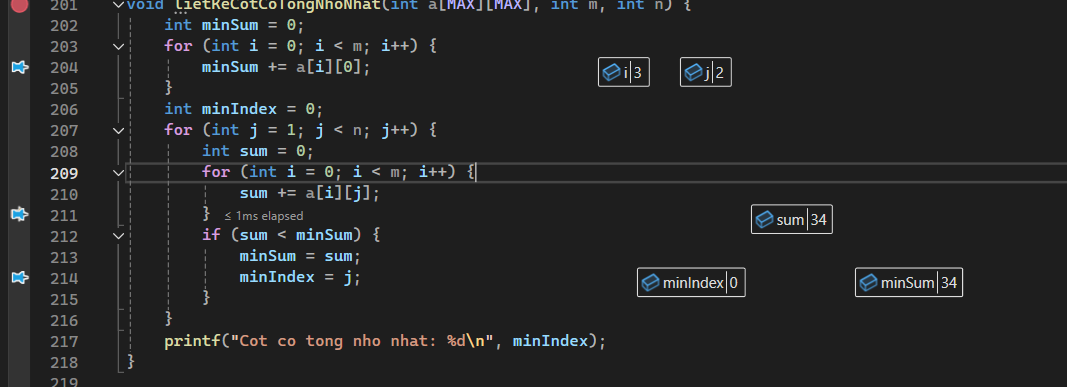 201 void lietKeCotCoTongNhoNhat(int a[MAX][MAX], int m, int n) {
202 int minSum = 0;
203 for (int i = 0; i < m; i++) {
204 minSum += a[i][0]; i 3 j 2
205 }
206 int minIndex = 0;
207 for (int j = 1; j < n; j++) {
208 int sum = 0;
209 for (int i = 0; i < m; i++) {
210 sum += a[i][j];
211 } ≤ 1ms elapsed sum 34
212 if (sum < minSum) {
213 minSum = sum;
214 minIndex = j; minIndex 0 minSum 34
215 }
216 }
217 printf("Cot co tong nho nhat: %d\n", minIndex);
218 }
219